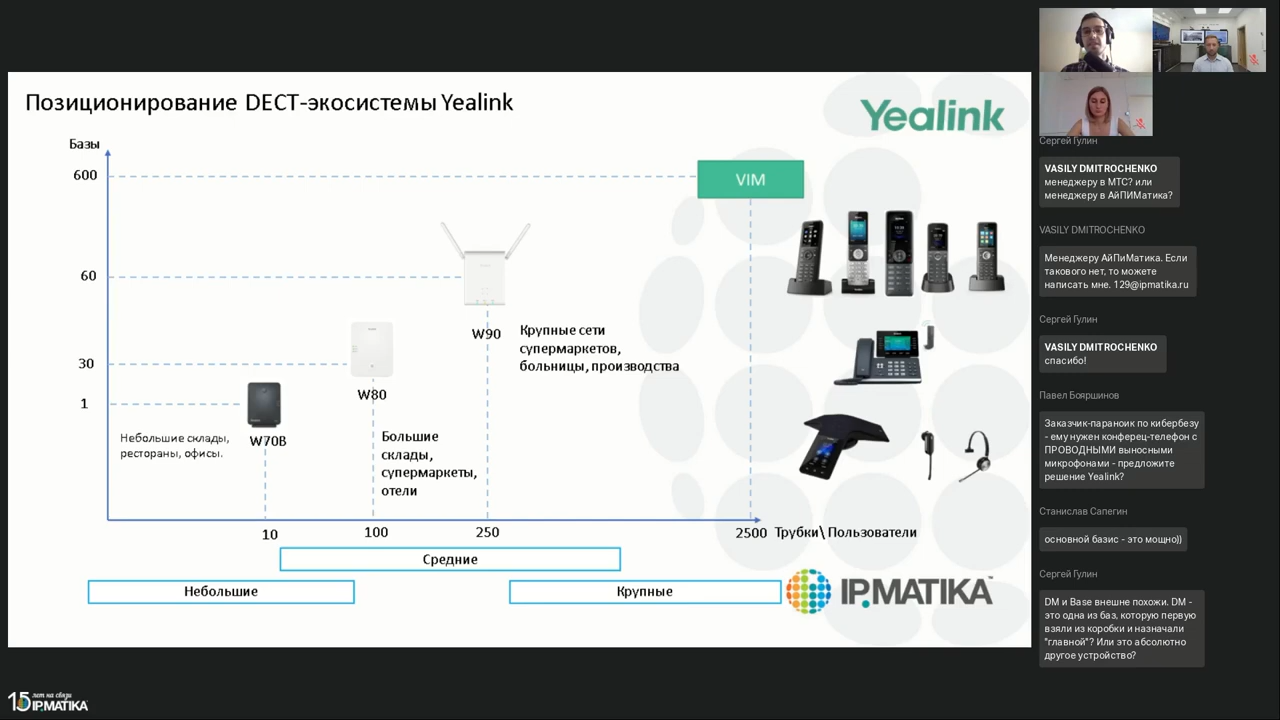 Позиционирование DECT-экосистемы Yealink
Yealink
Базы
600
VIM
60
W90
Крупные сети
супермаркетов,
больницы, производства
30
W80
1
W70B
Небольшие склады,
рестораны, офисы.
Большие
склады,
супермаркеты,
отели
10
100
250
2500
Трубки\ Пользователи
Средние
Небольшие
Крупные
IP.MATIKA™
15 лет на связи
IP.MATIKA
Сергей Гулин
VASILY DMITROCHENKO
менеджеру в МТС? или
менеджеру в АйПИМатика?
VASILY DMITROCHENKO
Менеджеру АйПиМатика. Если
такового нет, то можете
написать мне. 129@ipmatika.ru
Сергей Гулин
VASILY DMITROCHENKO
спасибо!
Павел Бояршинов
Заказчик-параноик по кибербезу
- ему нужен конферец-телефон с
ПРОВОДНЫМИ выносными
микрофонами - предложите
решение Yealink?
Станислав Сапегин
основной базис - это мощно))
Сергей Гулин
DM и Base внешне похожи. DM -
это одна из баз, которую первую
взяли из коробки и назначали
"главной"? Или это абсолютно
другое устройство?